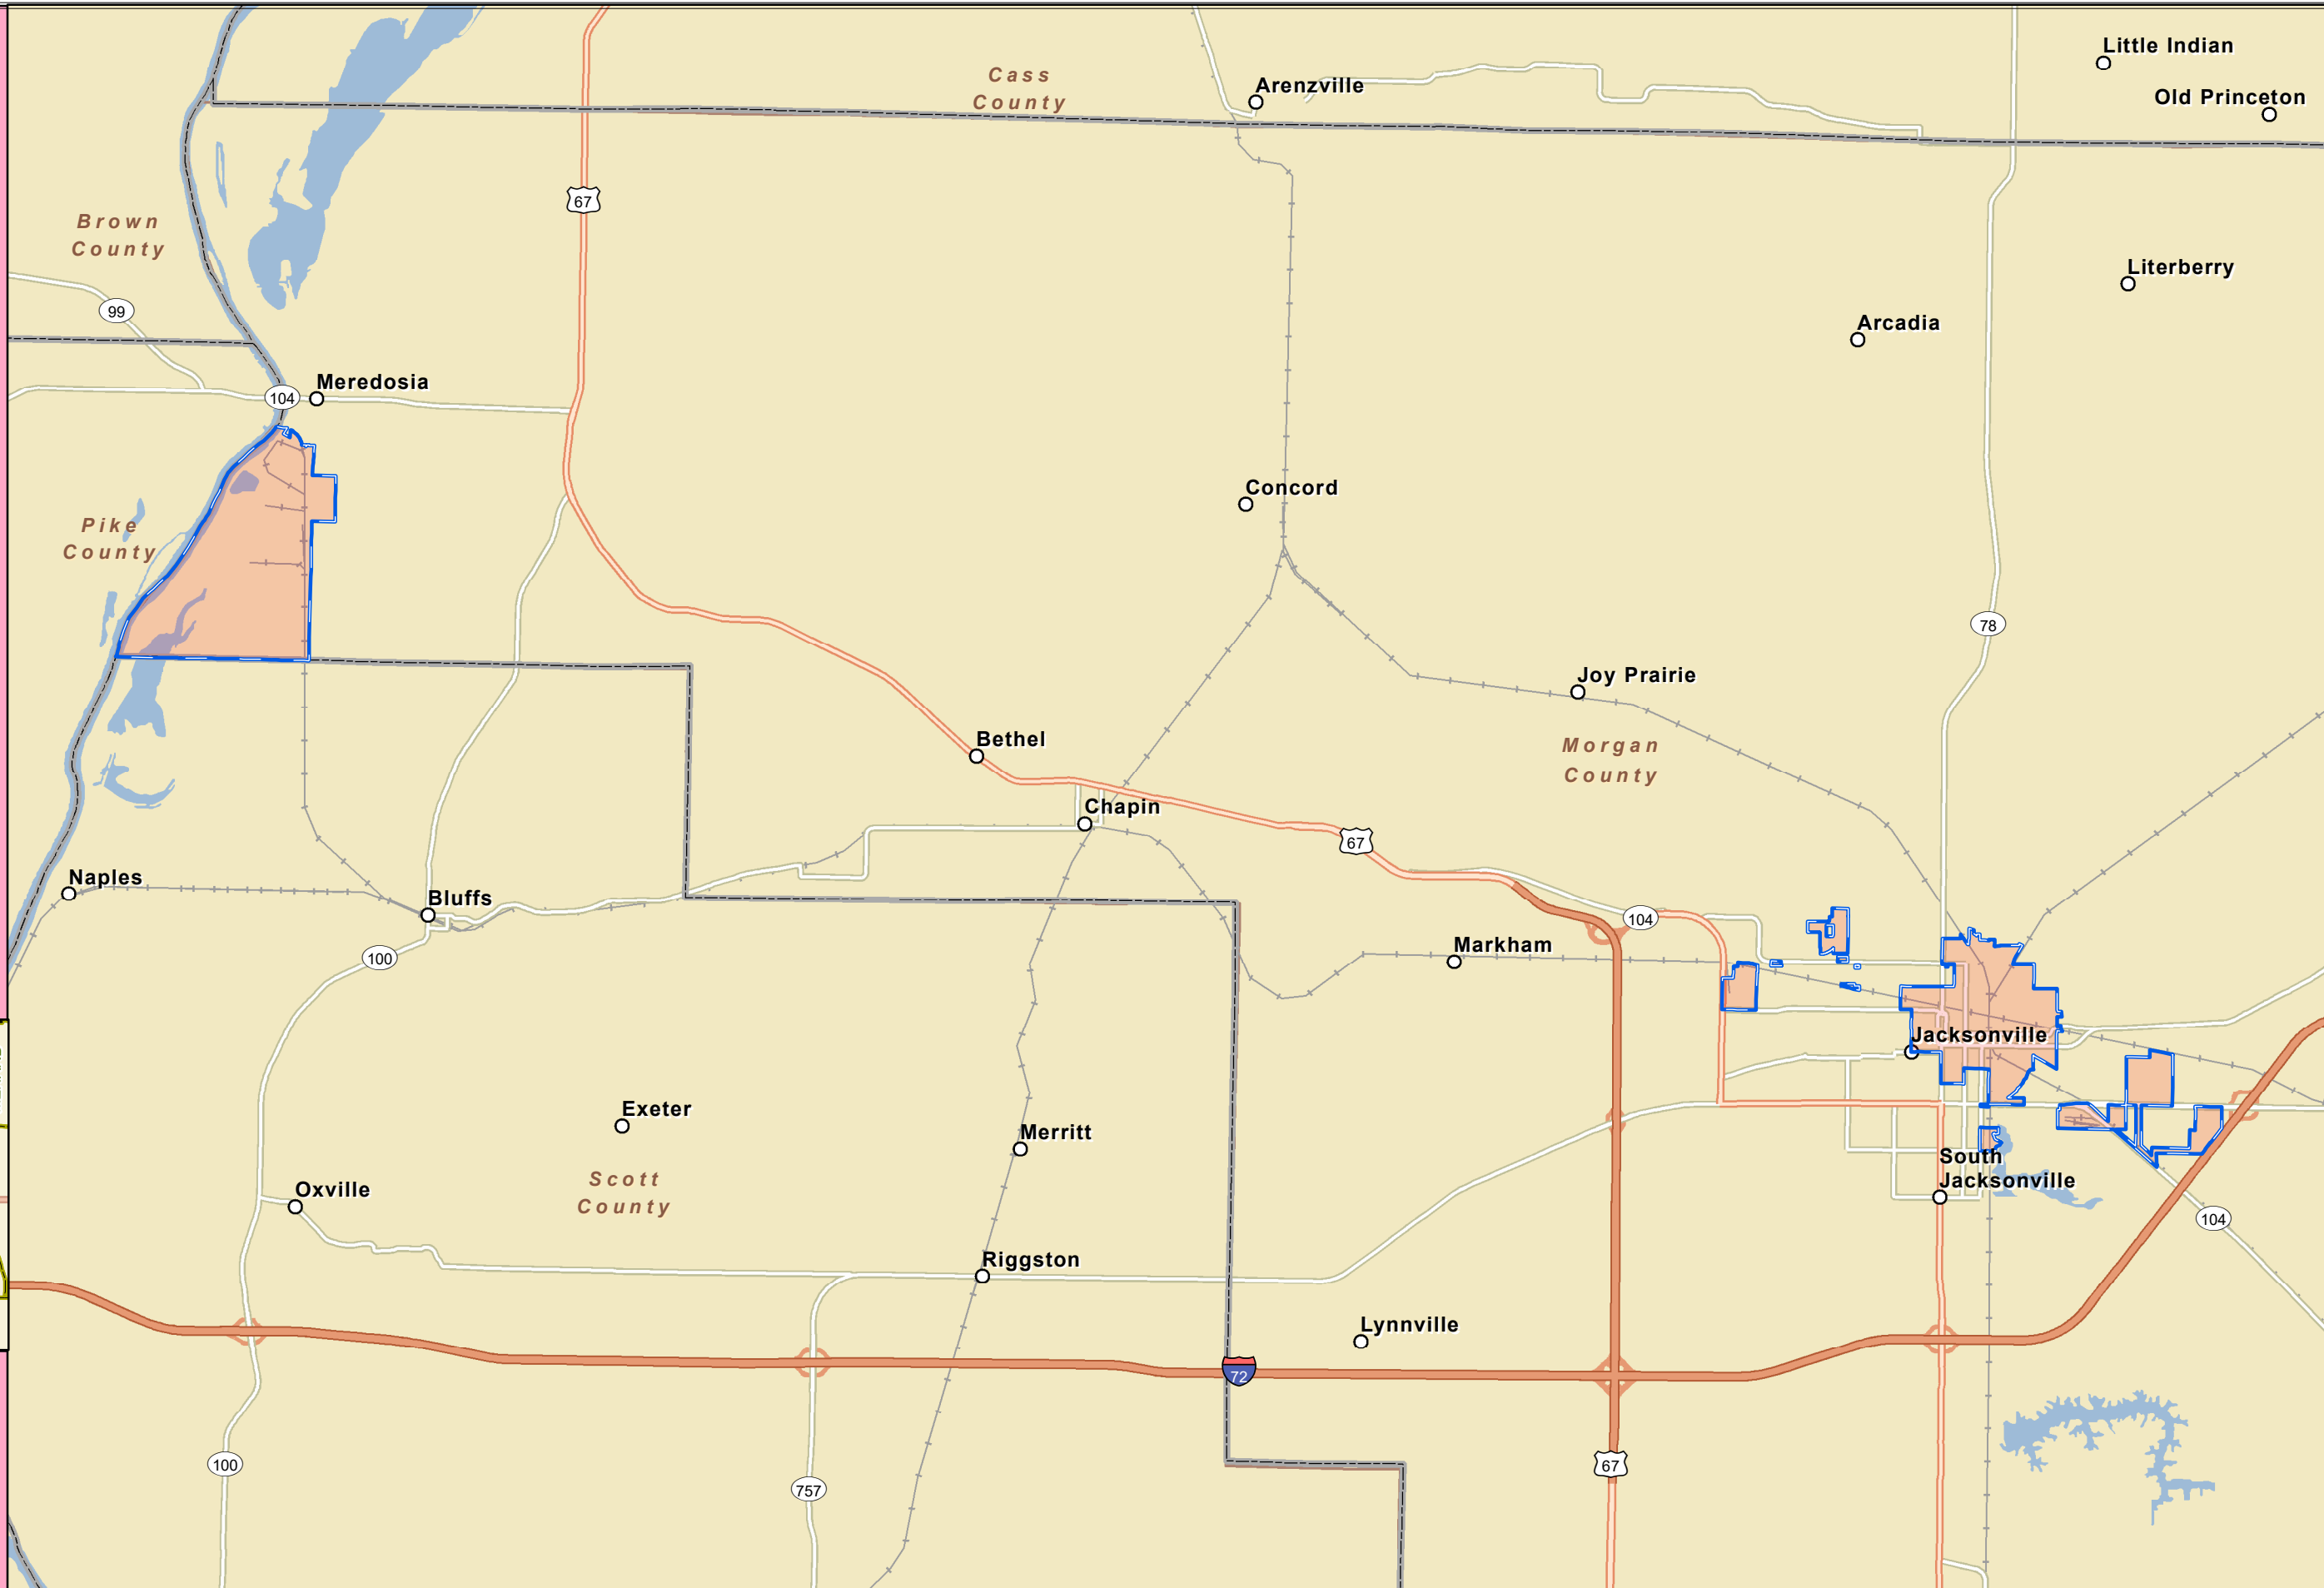 Little Indian
Cass
County
Arenzville
Old Princeton
67
Brown
County
Literberry
99
Arcadia
Meredosia
104
Concord
Pike
County
78
Joy Prairie
Bethel
Morgan
County
Chapin
67
Naples
Bluffs
104
Markham
100
Jacksonville
Exeter
Merritt
South
Jacksonville
Scott
County
Oxville
104
Riggston
Lynnville
72
100
67
757